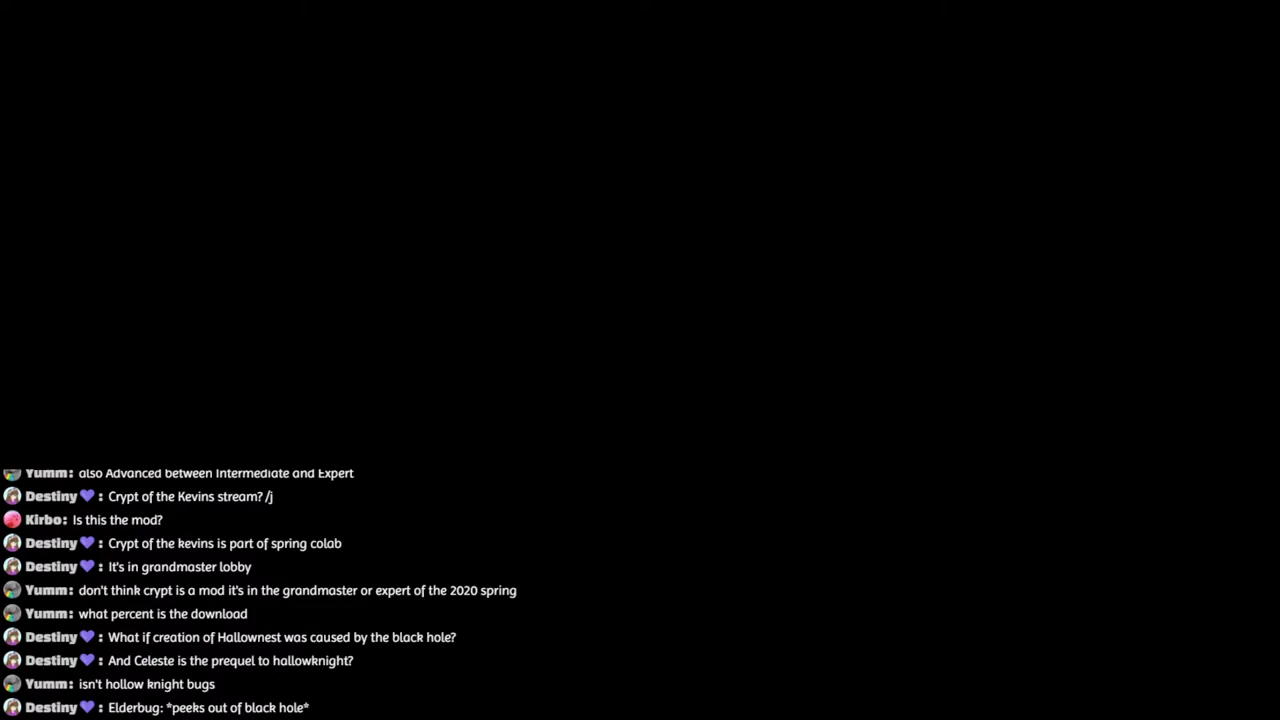 Yumm: also Advanced between Intermediate and Expert
Destiny💜: Crypt of the Kevins stream? /j
Kirbo: Is this the mod?
Destiny💜: Crypt of the kevins is part of spring colab
Destiny💜: It's in grandmaster lobby
Yumm: don't think crypt is a mod it's in the grandmaster or expert of the 2020 spring
Yumm: what percent is the download
Destiny💜: What if creation of Hallownest was caused by the black hole?
Destiny💜: And Celeste is the prequel to hallowknight?
Yumm: isn't hollow knight bugs
Destiny💜: Elderbug: *peeks out of black hole*